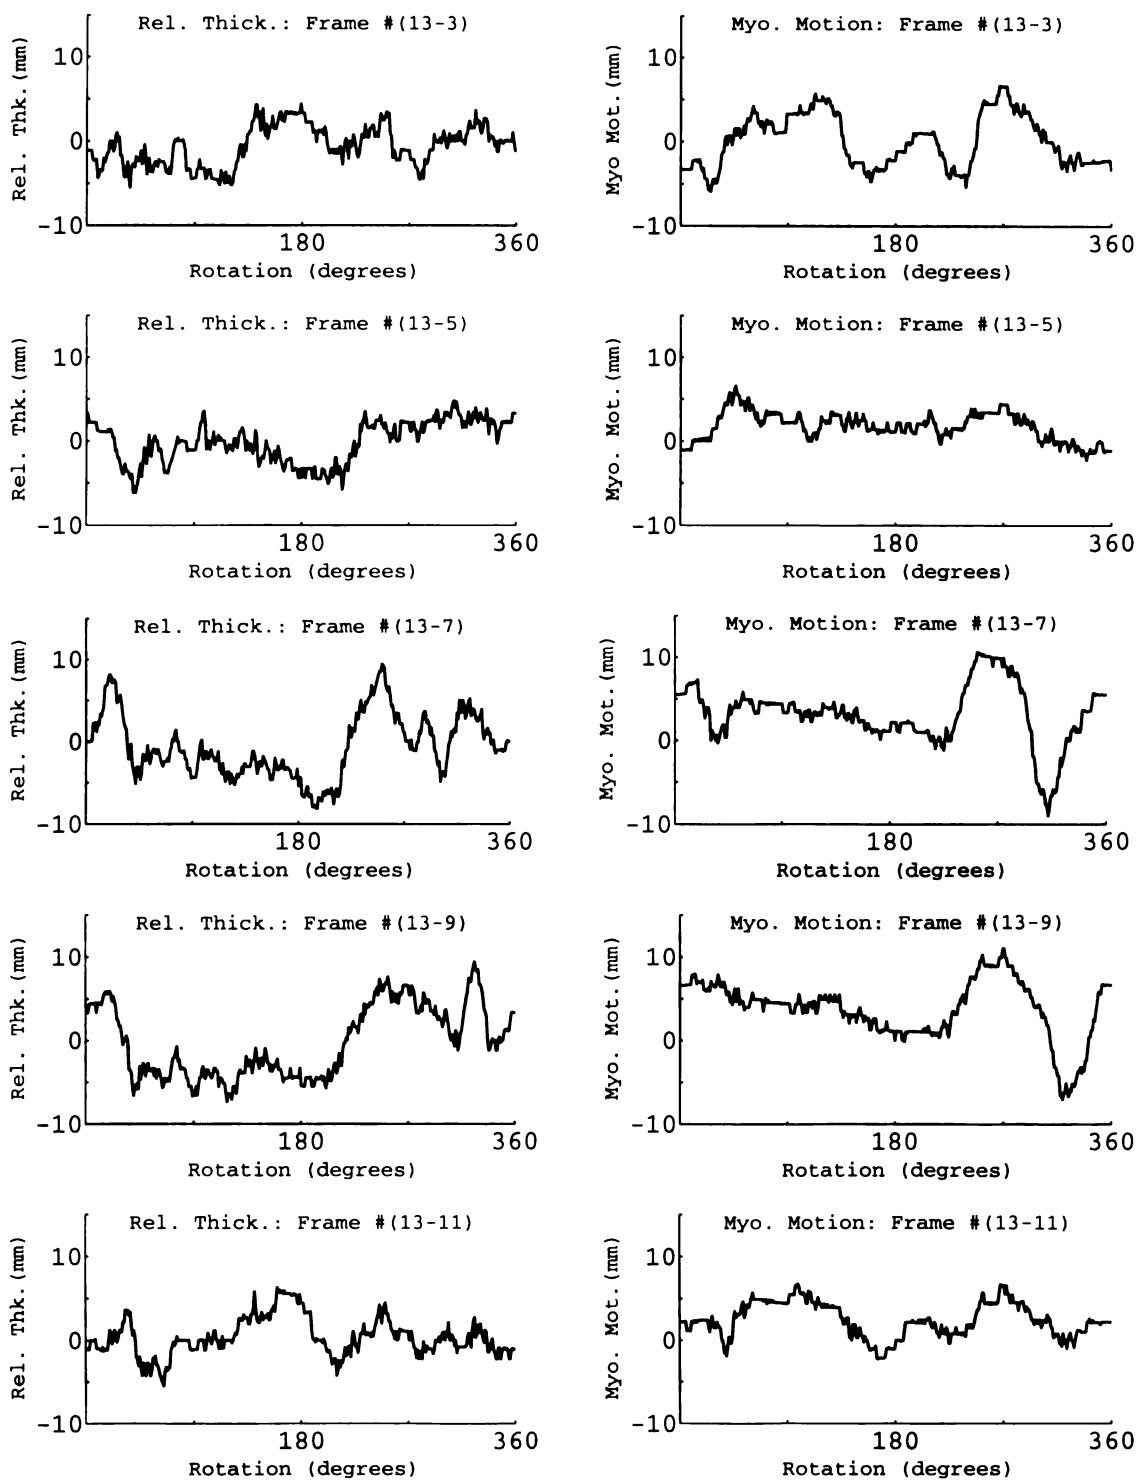 Rel. Thick.: Frame #(13-3)
Rel. Thk.(mm)
10
0
-10
180
360
Rotation (degrees)
Myo. Motion: Frame #(13-3)
Myo Mot.(mm)
10
0
-10
180
360
Rotation (degrees)
Rel. Thick.: Frame #(13-5)
Rel. Thk.(mm)
10
0
-10
180
360
Rotation (degrees)
Myo. Motion: Frame #(13-5)
Myo. Mot.(mm)
10
0
-10
180
360
Rotation (degrees)
Rel. Thick.: Frame #(13-7)
Rel. Thk.(mm)
10
0
-10
180
360
Rotation (degrees)
Myo. Motion: Frame #(13-7)
Myo. Mot.(mm)
10
0
-10
180
360
Rotation (degrees)
Rel. Thick.: Frame #(13-9)
Rel. Thk.(mm)
10
0
-10
180
360
Rotation (degrees)
Myo. Motion: Frame #(13-9)
Myo. Mot.(mm)
10
0
-10
180
360
Rotation (degrees)
Rel. Thick.: Frame #(13-11)
Rel. Thk.(mm)
10
0
-10
180
360
Rotation (degrees)
Myo. Motion: Frame #(13-11)
Myo. Mot.(mm)
10
0
-10
180
360
Rotation (degrees)